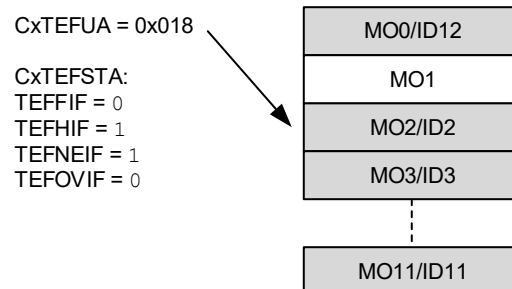 CxTEFUA = 0x018
CxTEFSTA:
TEFFIF = 0
TEFHIF = 1
TEFNEIF = 1
TEFOVIF = 0
MO0/ID12
MO1
MO2/ID2
MO3/ID3
MO11/ID11